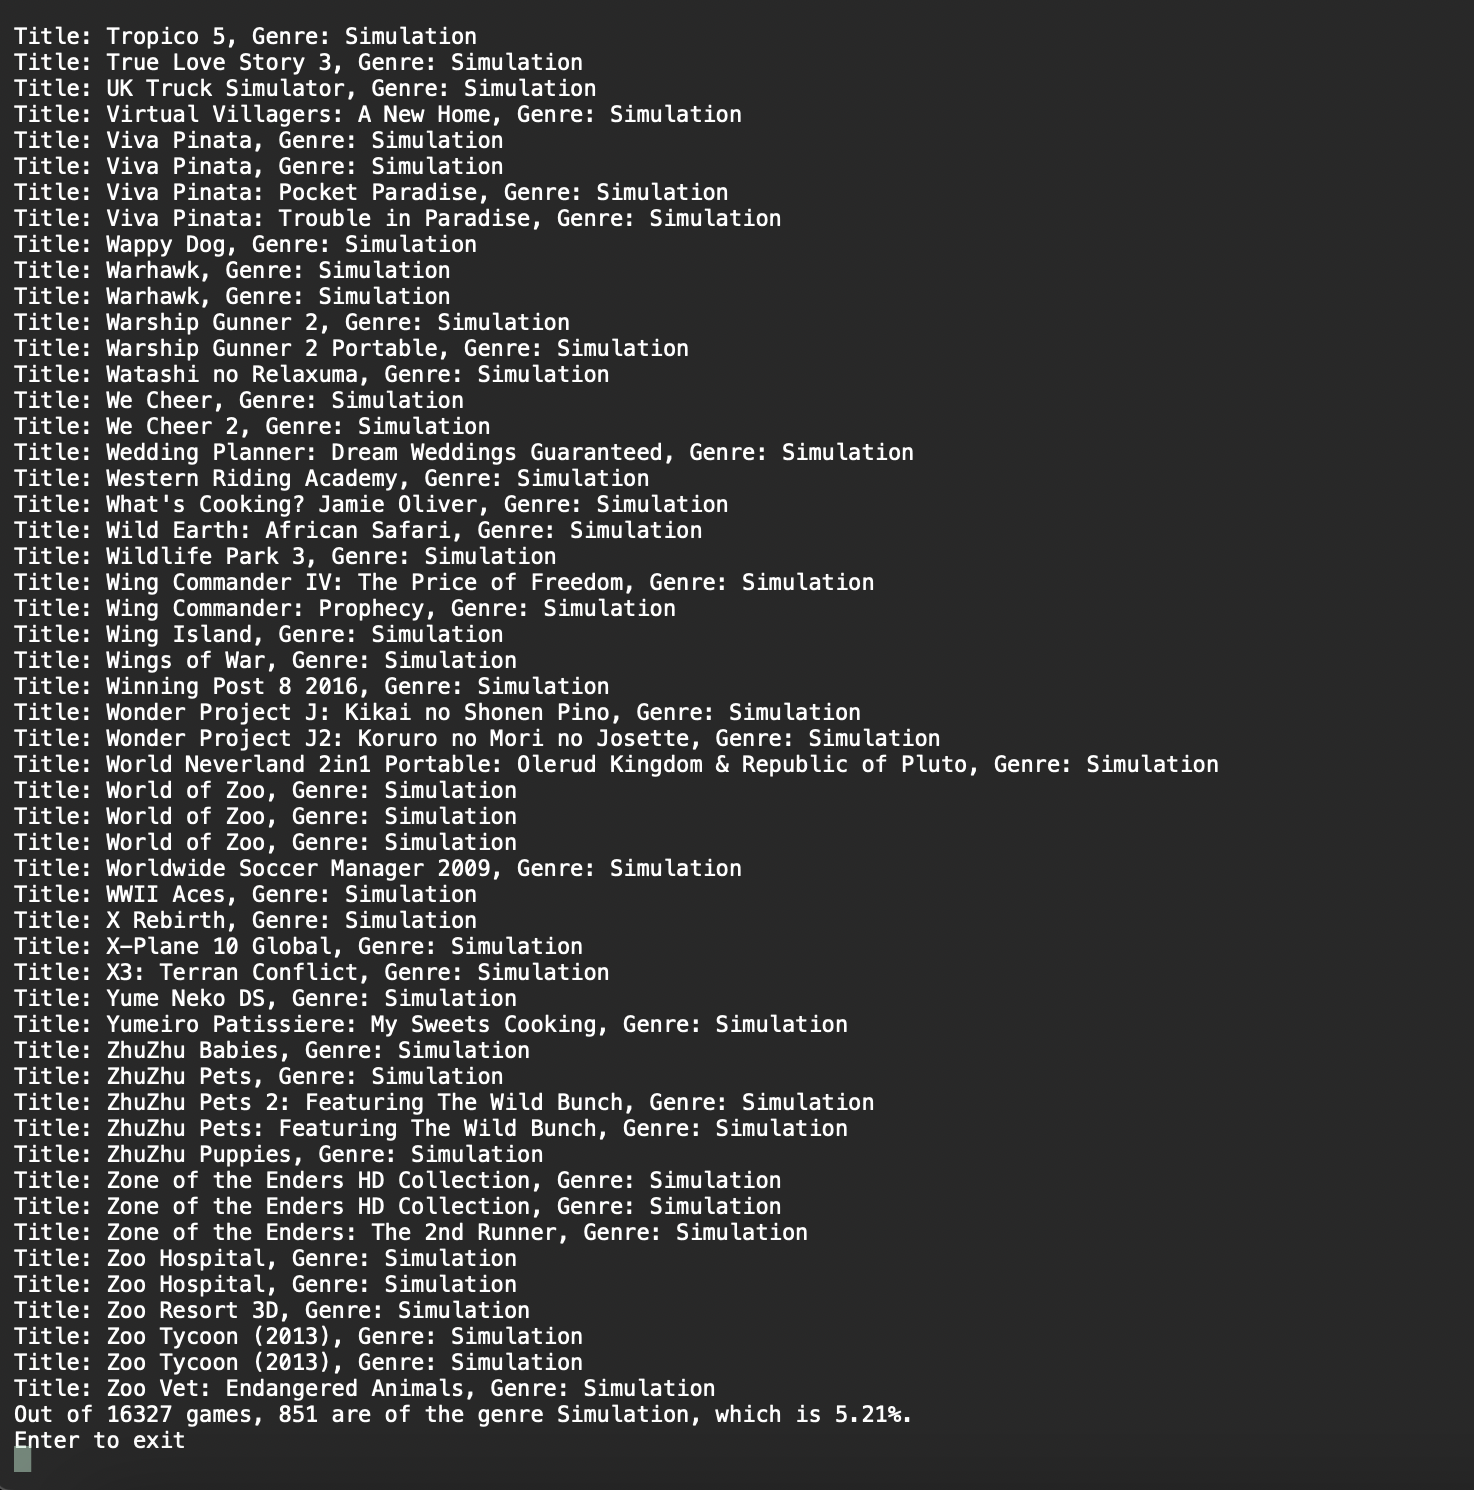 Title: Tropico 5, Genre: Simulation
Title: True Love Story 3, Genre: Simulation
Title: UK Truck Simulator, Genre: Simulation
Title: Virtual Villagers: A New Home, Genre: Simulation
Title: Viva Pinata, Genre: Simulation
Title: Viva Pinata, Genre: Simulation
Title: Viva Pinata: Pocket Paradise, Genre: Simulation
Title: Viva Pinata: Trouble in Paradise, Genre: Simulation
Title: Wappy Dog, Genre: Simulation
Title: Warhawk, Genre: Simulation
Title: Warhawk, Genre: Simulation
Title: Warship Gunner 2, Genre: Simulation
Title: Warship Gunner 2 Portable, Genre: Simulation
Title: Watashi no Relaxuma, Genre: Simulation
Title: We Cheer, Genre: Simulation
Title: We Cheer 2, Genre: Simulation
Title: Wedding Planner: Dream Weddings Guaranteed, Genre: Simulation
Title: Western Riding Academy, Genre: Simulation
Title: What's Cooking? Jamie Oliver, Genre: Simulation
Title: Wild Earth: African Safari, Genre: Simulation
Title: Wildlife Park 3, Genre: Simulation
Title: Wing Commander IV: The Price of Freedom, Genre: Simulation
Title: Wing Commander: Prophecy, Genre: Simulation
Title: Wing Island, Genre: Simulation
Title: Wings of War, Genre: Simulation
Title: Winning Post 8 2016, Genre: Simulation
Title: Wonder Project J: Kikai no Shonen Pino, Genre: Simulation
Title: Wonder Project J2: Koruro no Mori no Josette, Genre: Simulation
Title: World Neverland 2in1 Portable: Olerud Kingdom & Republic of Pluto, Genre: Simulation
Title: World of Zoo, Genre: Simulation
Title: World of Zoo, Genre: Simulation
Title: World of Zoo, Genre: Simulation
Title: Worldwide Soccer Manager 2009, Genre: Simulation
Title: WWII Aces, Genre: Simulation
Title: X Rebirth, Genre: Simulation
Title: X-Plane 10 Global, Genre: Simulation
Title: X3: Terran Conflict, Genre: Simulation
Title: Yume Neko DS, Genre: Simulation
Title: Yumeiro Patissiere: My Sweets Cooking, Genre: Simulation
Title: ZhuZhu Babies, Genre: Simulation
Title: ZhuZhu Pets, Genre: Simulation
Title: ZhuZhu Pets 2: Featuring The Wild Bunch, Genre: Simulation
Title: ZhuZhu Pets: Featuring The Wild Bunch, Genre: Simulation
Title: ZhuZhu Puppies, Genre: Simulation
Title: Zone of the Enders HD Collection, Genre: Simulation
Title: Zone of the Enders HD Collection, Genre: Simulation
Title: Zone of the Enders: The 2nd Runner, Genre: Simulation
Title: Zoo Hospital, Genre: Simulation
Title: Zoo Hospital, Genre: Simulation
Title: Zoo Resort 3D, Genre: Simulation
Title: Zoo Tycoon (2013), Genre: Simulation
Title: Zoo Tycoon (2013), Genre: Simulation
Title: Zoo Vet: Endangered Animals, Genre: Simulation
Out of 16327 games, 851 are of the genre Simulation, which is 5.21%.
Enter to exit